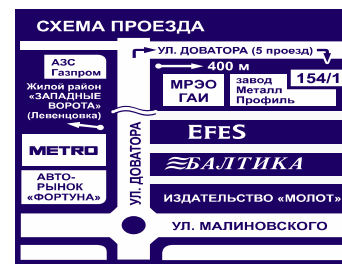 СХЕМА ПРОЕЗДА
УЛ. ДОВАТОРА (5 проезд)
400 м
АЗС
Газпром
Жилой район
«ЗАПАДНЫЕ
ВОРОТА»
(Левенцовка)
МРЭО
ГАИ
завод
Металл
Профиль
154/1
УЛ. ДОВАТОРА
METRO
EFES
БАЛТИКА
АВТО-
РЫНОК
«ФОРТУНА»
ИЗДАТЕЛЬСТВО «МОЛОТ»
УЛ. МАЛИНОВСКОГО